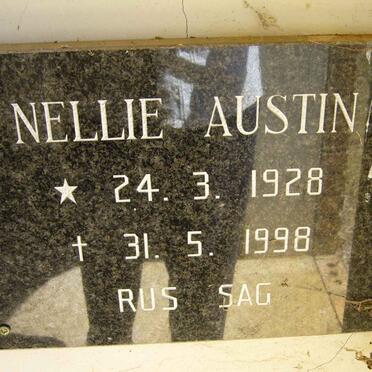 NELLIE AUSTIN
★ 24. 3. 1928
† 31. 5. 1998
RUS SAG